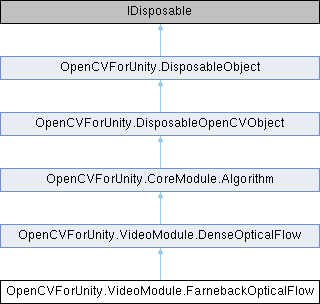 IDisposable
OpenCVForUnity.DisposableObject
OpenCVForUnity.DisposableOpenCVObject
OpenCVForUnity.CoreModule.Algorithm
OpenCVForUnity.VideoModule.DenseOpticalFlow
OpenCVForUnity.VideoModule.FarnebackOpticalFlow